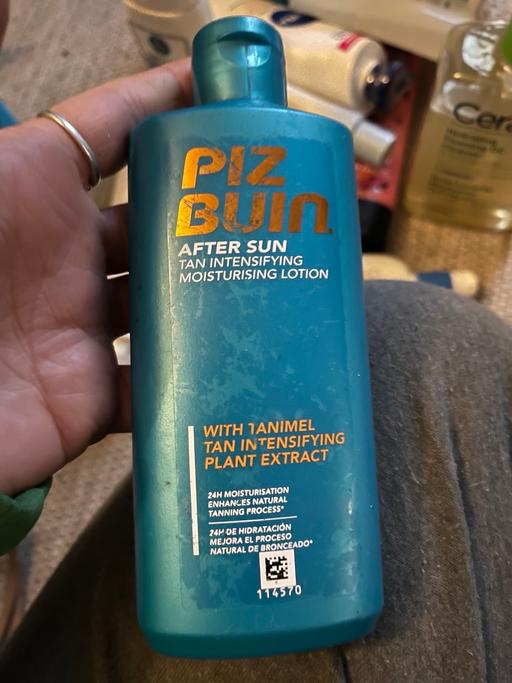 PIZ
BUIN
AFTER SUN
TAN INTENSIFYING
MOISTURISING LOTION
WITH TANIMEL
TAN INTENSIFYING
PLANT EXTRACT
24H MOISTURISATION
ENHANCES NATURAL
TANNING PROCESS*
24H DE HIDRATACIÓN
MEJORA EL PROCESO
NATURAL DE BRONCEADO*
114570
Cera